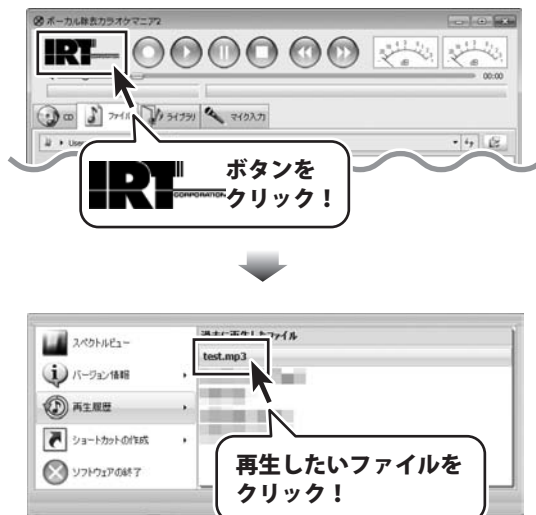 ボーカル除去カラオケマニア2
IRT
00:00
CD
ファイル
ライブラリ
マイク入力
IRT CORPORATION ボタンを
クリック！
スペクトルビュー
バージョン情報
再生履歴
ショートカットの作成
ソフトウェアの終了
過去に再生したファイル
test.mp3
再生したいファイルを
クリック！